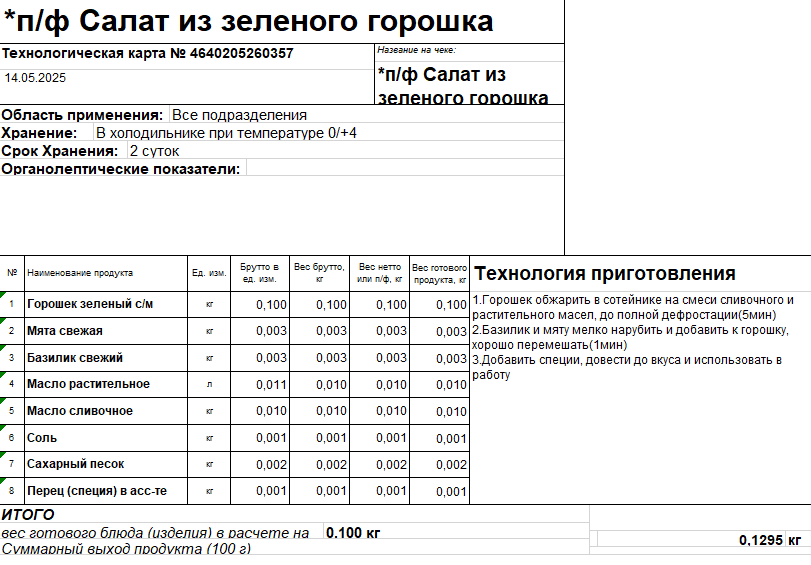 *п/ф Салат из зеленого горошка
Технологическая карта № 4640205260357
Название на чеке:
14.05.2025
*п/ф Салат из
зеленого горошка
Область применения: Все подразделения
Хранение: В холодильнике при температуре 0/+4
Срок Хранения: 2 суток
Органолептические показатели:
№ Наименование продукта Ед. изм. Брутто в ед. изм. Вес брутто, кг Вес нетто или п/ф, кг Вес готового продукта, кг
1 Горошек зеленый с/м кг 0,100 0,100 0,100 0,100
2 Мята свежая кг 0,003 0,003 0,003 0,003
3 Базилик свежий кг 0,003 0,003 0,003 0,003
4 Масло растительное л 0,011 0,010 0,010 0,010
5 Масло сливочное кг 0,010 0,010 0,010 0,010
6 Соль кг 0,001 0,001 0,001 0,001
7 Сахарный песок кг 0,002 0,002 0,002 0,002
8 Перец (специя) в асс-те кг 0,001 0,001 0,001 0,001
Технология приготовления
1.Горошек обжарить в сотейнике на смеси сливочного и
растительного масел, до полной дефростации(5мин)
2.Базилик и мяту мелко нарубить и добавить к горошку,
хорошо перемешать(1мин)
3.Добавить специи, довести до вкуса и использовать в
работу
ИТОГО
вес готового блюда (изделия) в расчете на 0,100 кг
0,1295 кг
Суммарный выход продукта (100 г)